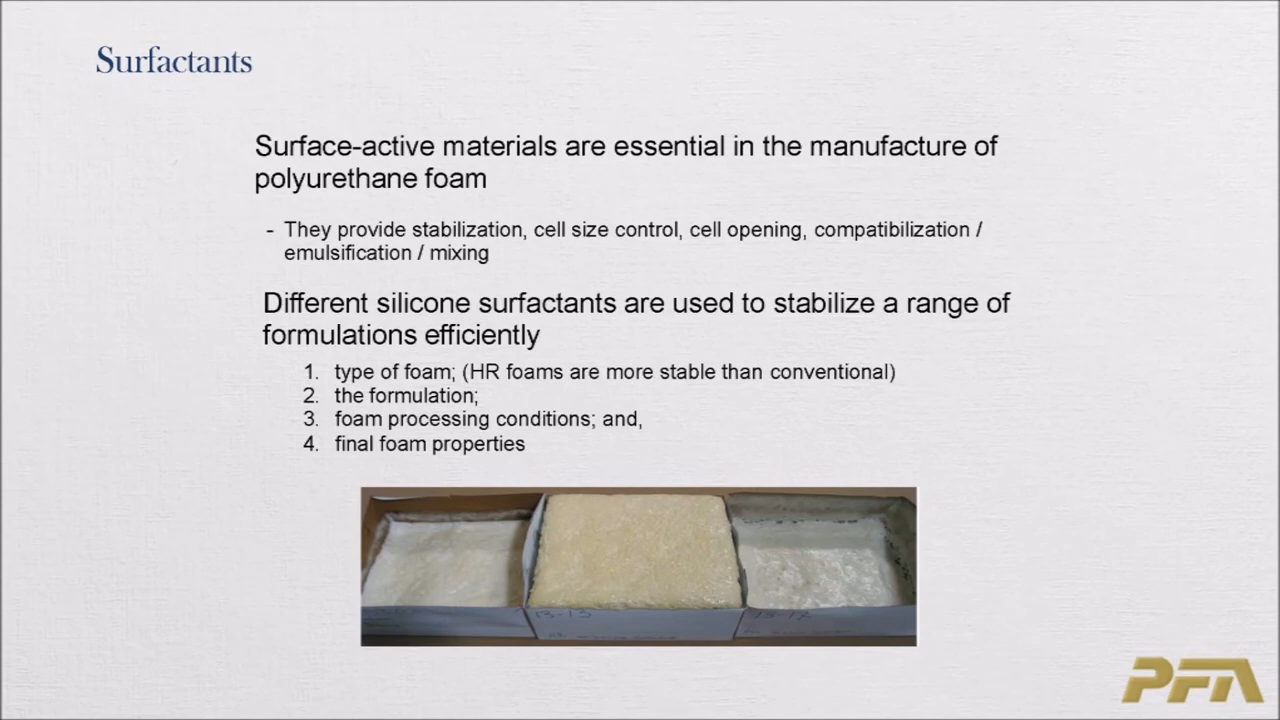 Surfactants
Surface-active materials are essential in the manufacture of
polyurethane foam
- They provide stabilization, cell size control, cell opening, compatibilization /
emulsification / mixing
Different silicone surfactants are used to stabilize a range of
formulations efficiently
1. type of foam; (HR foams are more stable than conventional)
2. the formulation;
3. foam processing conditions; and,
4. final foam properties
13-13
PFA